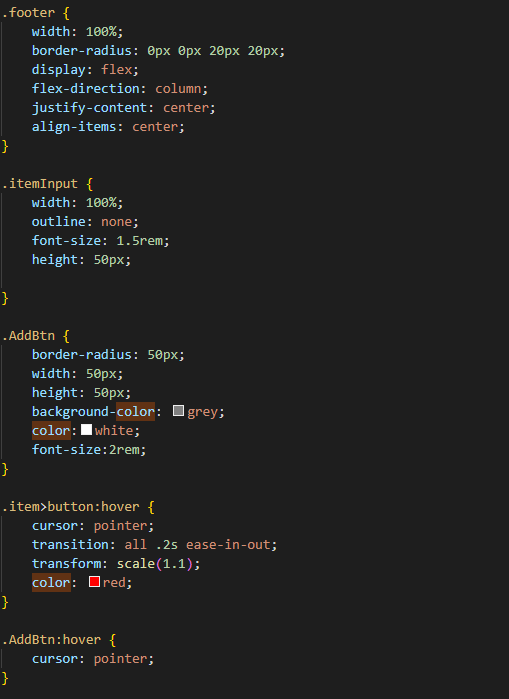 .footer {
    width: 100%;
    border-radius: 0px 0px 20px 20px;
    display: flex;
    flex-direction: column;
    justify-content: center;
    align-items: center;
}

.itemInput {
    width: 100%;
    outline: none;
    font-size: 1.5rem;
    height: 50px;

}

.AddBtn {
    border-radius: 50px;
    width: 50px;
    height: 50px;
    background-color: grey;
    color:white;
    font-size:2rem;
}

.item>button:hover {
    cursor: pointer;
    transition: all .2s ease-in-out;
    transform: scale(1.1);
    color: red;
}

.AddBtn:hover {
    cursor: pointer;
}